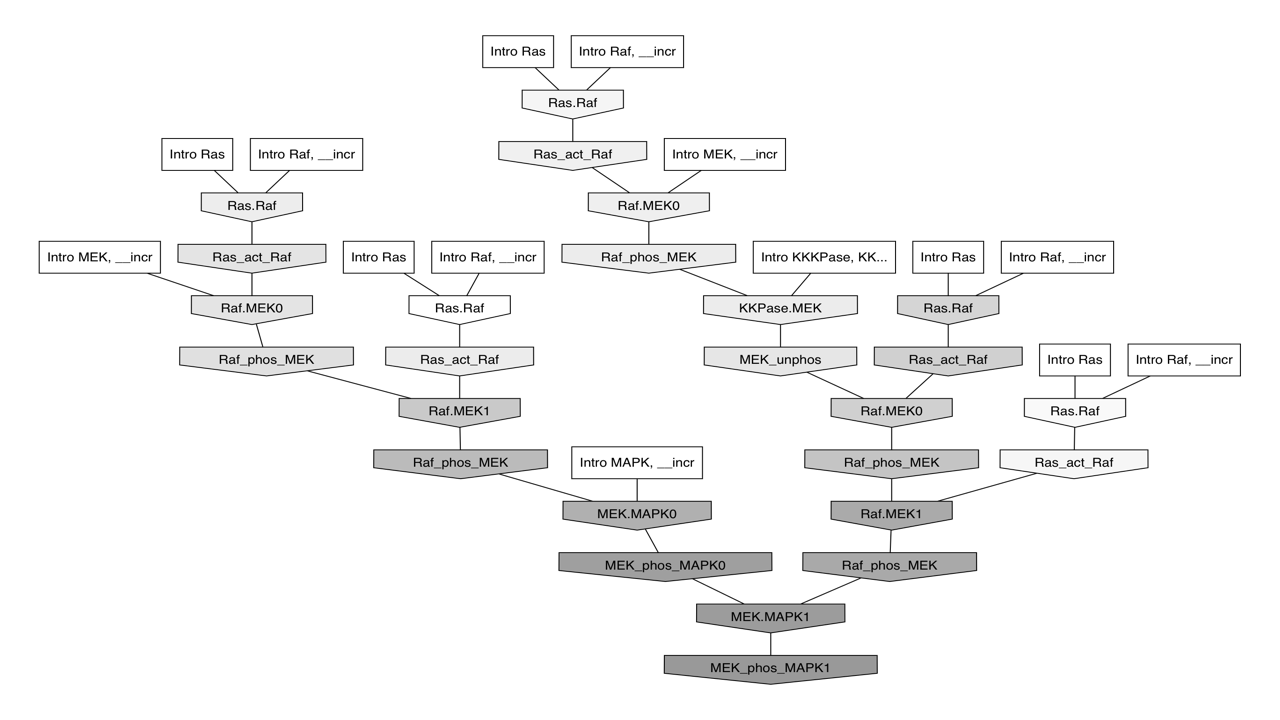 Intro Ras
Intro Raf, __incr
Ras.Raf
Intro Ras
Intro Raf, __incr
Ras_act_Raf
Intro MEK, __incr
Ras.Raf
Raf.MEK0
Intro MEK, __incr
Ras_act_Raf
Intro Ras
Intro Raf, __incr
Raf_phos_MEK
Intro KKKPase, KK...
Intro Ras
Intro Raf, __incr
Raf.MEK0
Ras.Raf
KKPase.MEK
Ras.Raf
Raf_phos_MEK
Ras_act_Raf
MEK_unphos
Ras_act_Raf
Intro Ras
Intro Raf, __incr
Raf.MEK1
Raf.MEK0
Ras.Raf
Raf_phos_MEK
Intro MAPK, __incr
Raf_phos_MEK
Ras_act_Raf
MEK.MAPK0
Raf.MEK1
MEK_phos_MAPK0
Raf_phos_MEK
MEK.MAPK1
MEK_phos_MAPK1